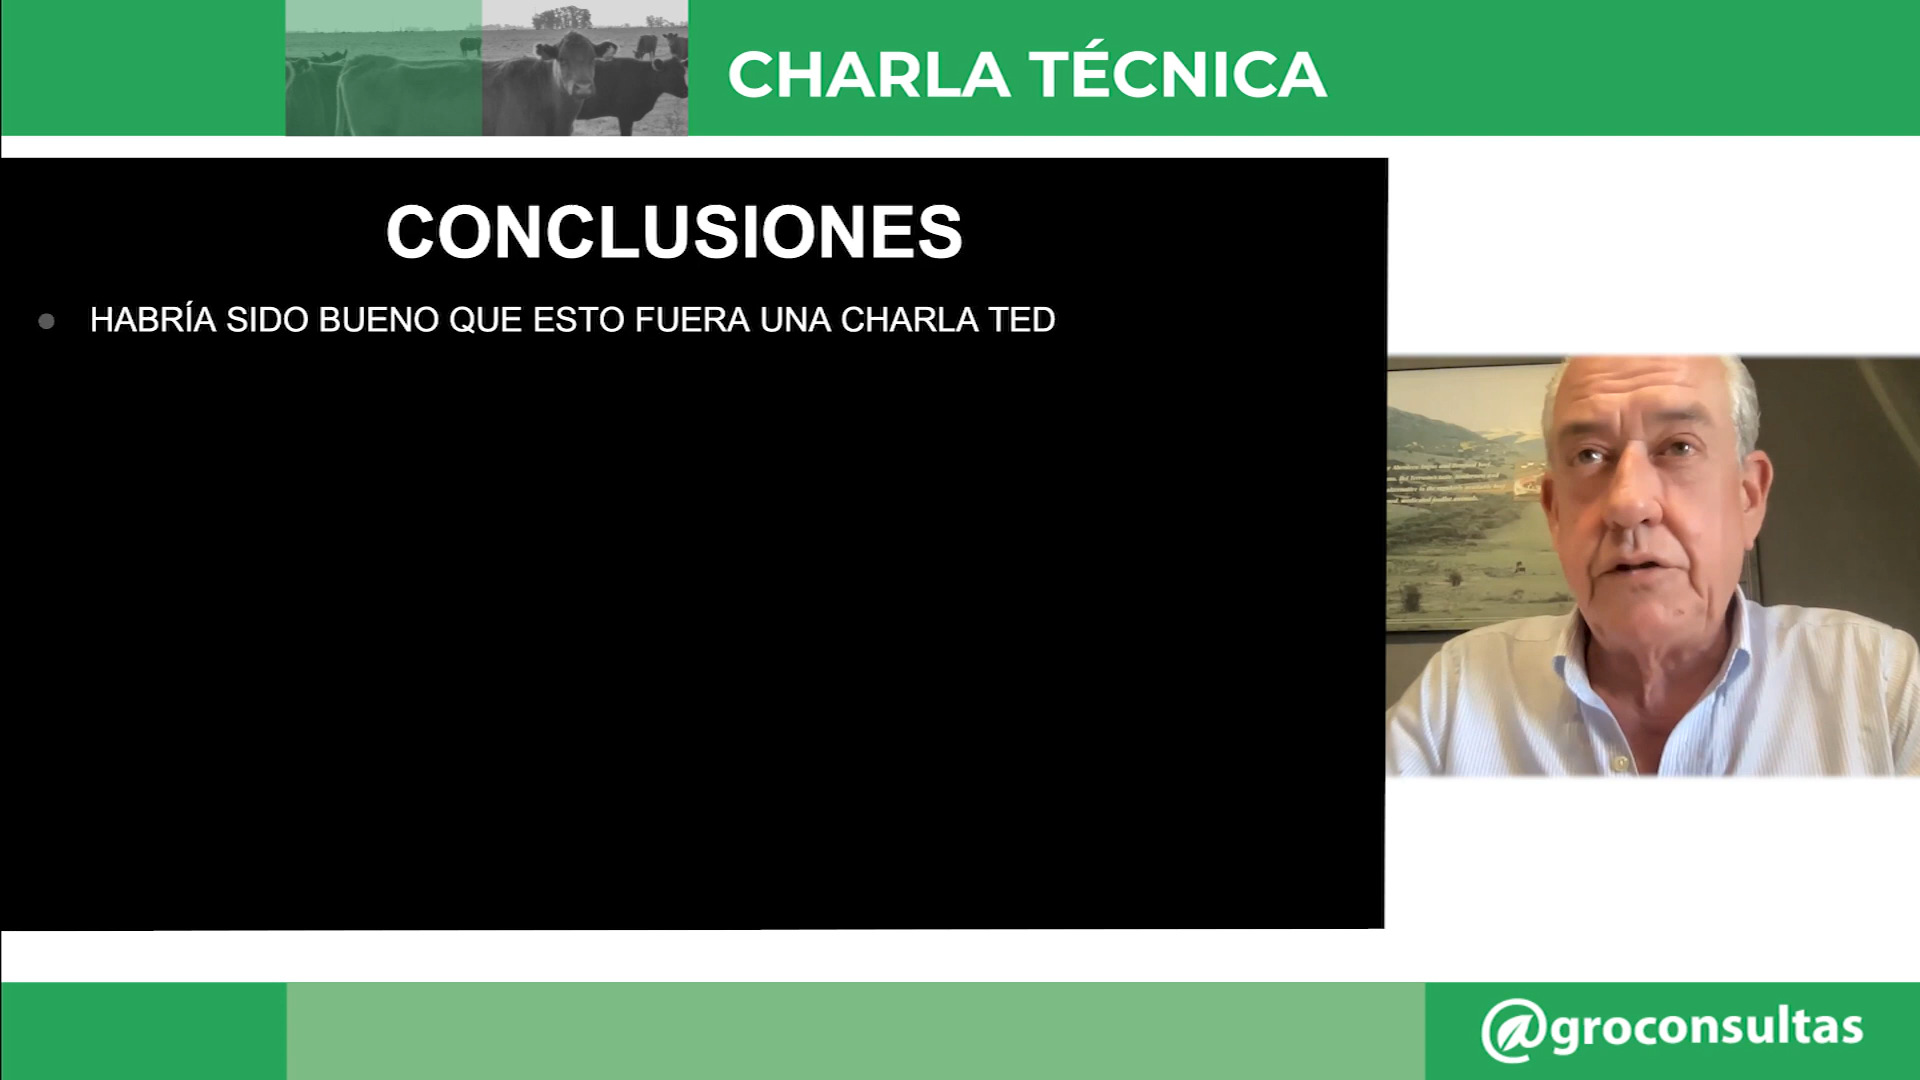 CHARLA TÉCNICA
CONCLUSIONES
HABRÍA SIDO BUENO QUE ESTO FUERA UNA CHARLA TED
@groconsultas